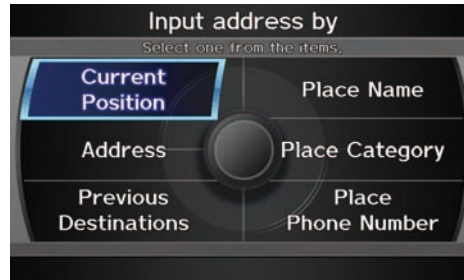 Input address by
Select one from the items.
Current
Position
Place Name
Address
Place Category
Previous
Destinations
Place
Phone Number